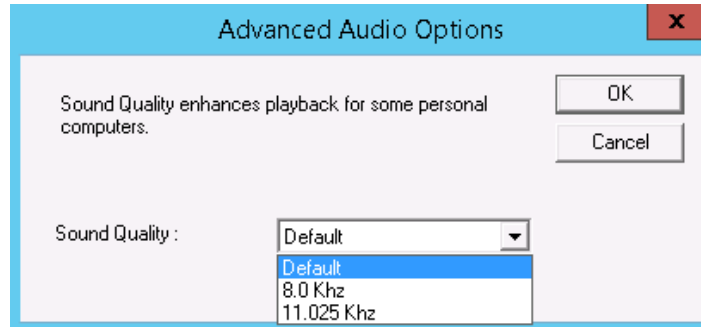 Advanced Audio Options
x
Sound Quality enhances playback for some personal
computers.
OK
Cancel
Sound Quality :
Default
Default
8.0 Khz
11.025 Khz